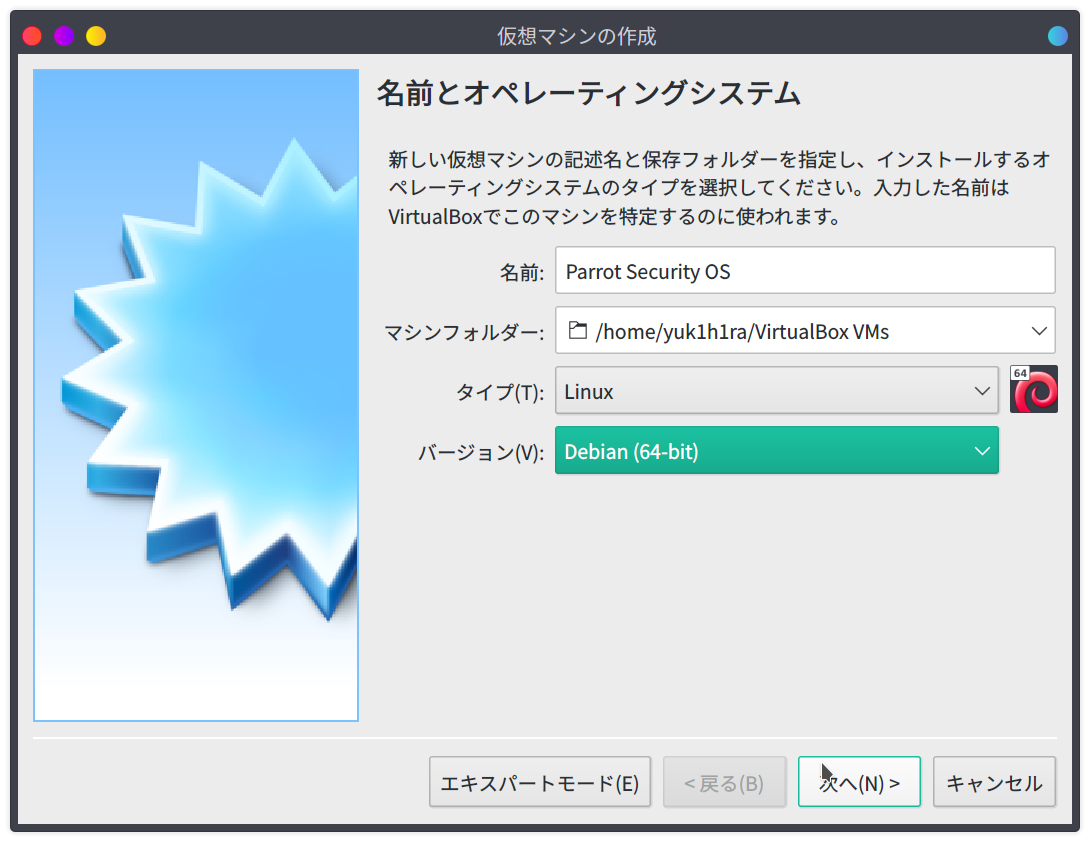 仮想マシンの作成
名前とオペレーティングシステム
新しい仮想マシンの記述名と保存フォルダーを指定し、インストールするオ
ペレーティングシステムのタイプを選択してください。入力した名前は
VirtualBoxでこのマシンを特定するのに使われます。
名前: Parrot Security OS
マシンフォルダー: /home/yuk1h1ra/VirtualBox VMs
タイプ(T): Linux
64
バージョン(V): Debian (64-bit)
エキスパートモード(E) < 戻る(B) 次へ(N) > キャンセル